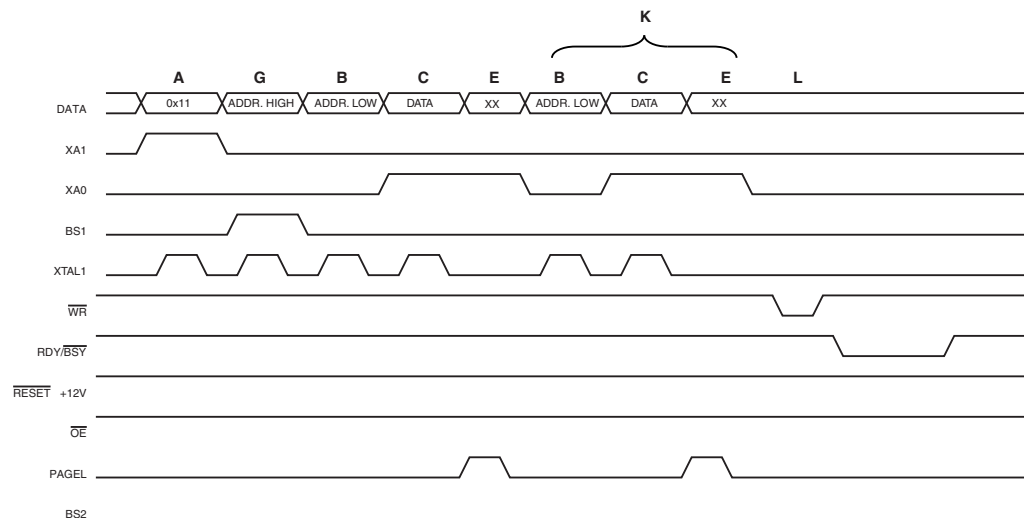 K
A G B C E B C E L
DATA 0x11 ADDR. HIGH ADDR. LOW DATA XX ADDR. LOW DATA XX
XA1
XA0
BS1
XTAL1
WR
RDY/BSY
RESET +12V
OE
PAGEL
BS2